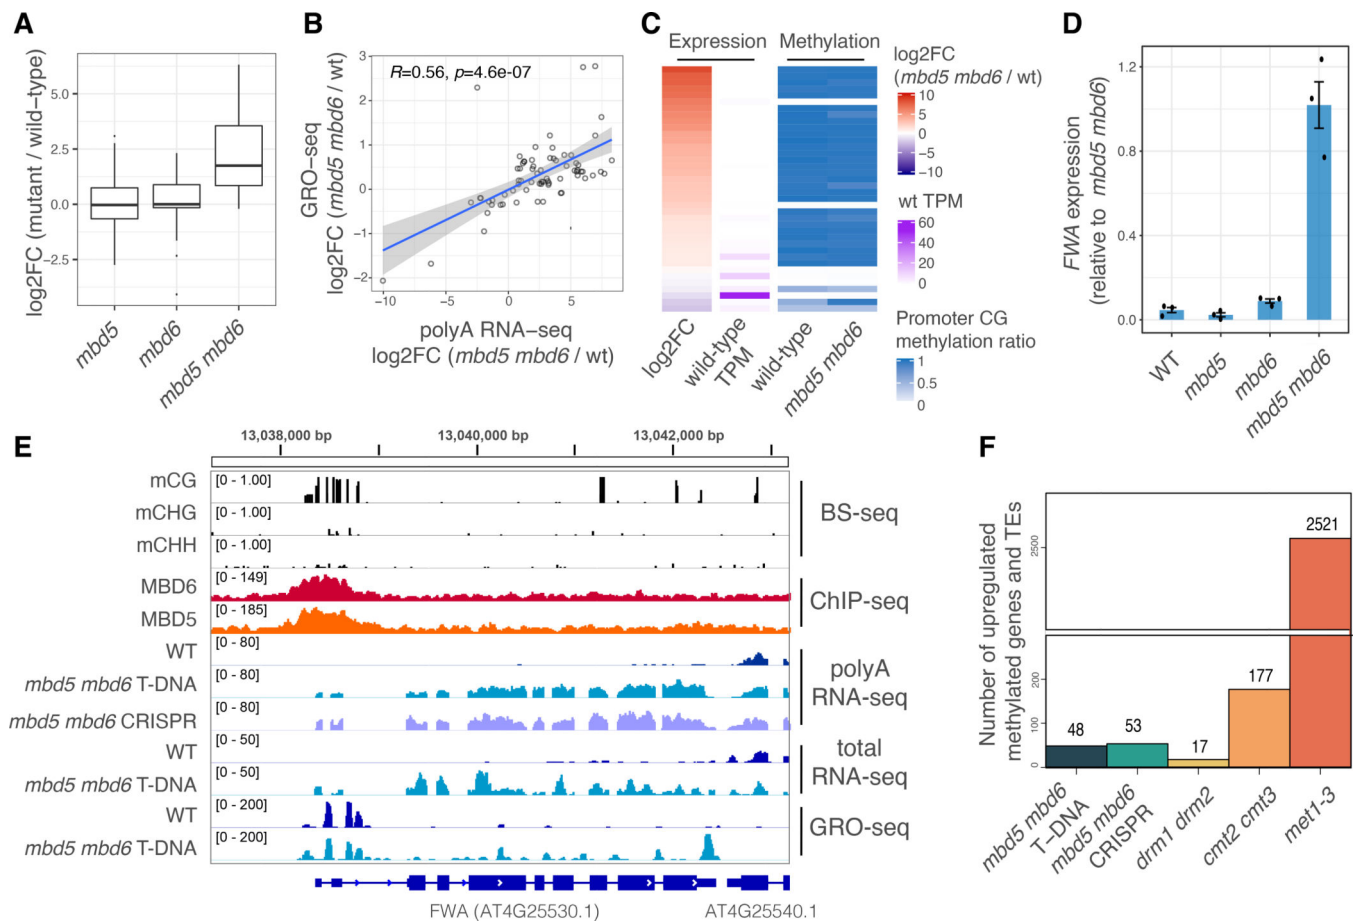 A
log2FC (mutant / wild−type)
5.0
2.5
0.0
−2.5
mbd5
mbd6
mbd5 mbd6
B
GRO−seq
log2FC (mbd5 mbd6 / wt)
R=0.56, p=4.6e-07
3
2
1
0
−1
−2
−10
−5
0
5
polyA RNA−seq
log2FC (mbd5 mbd6 / wt)
C
Expression
Methylation
log2FC
wild-type
TPM
wild-type
mbd5 mbd6
log2FC
(mbd5 mbd6 / wt)
10
5
0
−5
−10
wt TPM
60
40
20
0
Promoter CG
methylation ratio
1
0.5
0
D
FWA expression
(relative to mbd5 mbd6)
1.2
0.8
0.4
0.0
WT
mbd5
mbd6
mbd5 mbd6
E
13,038,000 bp
13,040,000 bp
13,042,000 bp
mCG
[0 - 1.00]
mCHG
[0 - 1.00]
mCHH
[0 - 1.00]
BS-seq
MBD6
[0 - 149]
MBD5
[0 - 185]
ChIP-seq
WT
[0 - 80]
mbd5 mbd6 T-DNA
[0 - 80]
mbd5 mbd6 CRISPR
[0 - 80]
polyA
RNA-seq
WT
[0 - 50]
mbd5 mbd6 T-DNA
[0 - 50]
total
RNA-seq
WT
[0 - 200]
mbd5 mbd6 T-DNA
[0 - 200]
GRO-seq
FWA (AT4G25530.1)
AT4G25540.1
F
Number of upregulated
methylated genes and TEs
2500
200
100
0
48
53
17
177
2521
mbd5 mbd6
T-DNA
mbd5 mbd6
CRISPR
drm1 drm2
cmt2 cmt3
met1-3